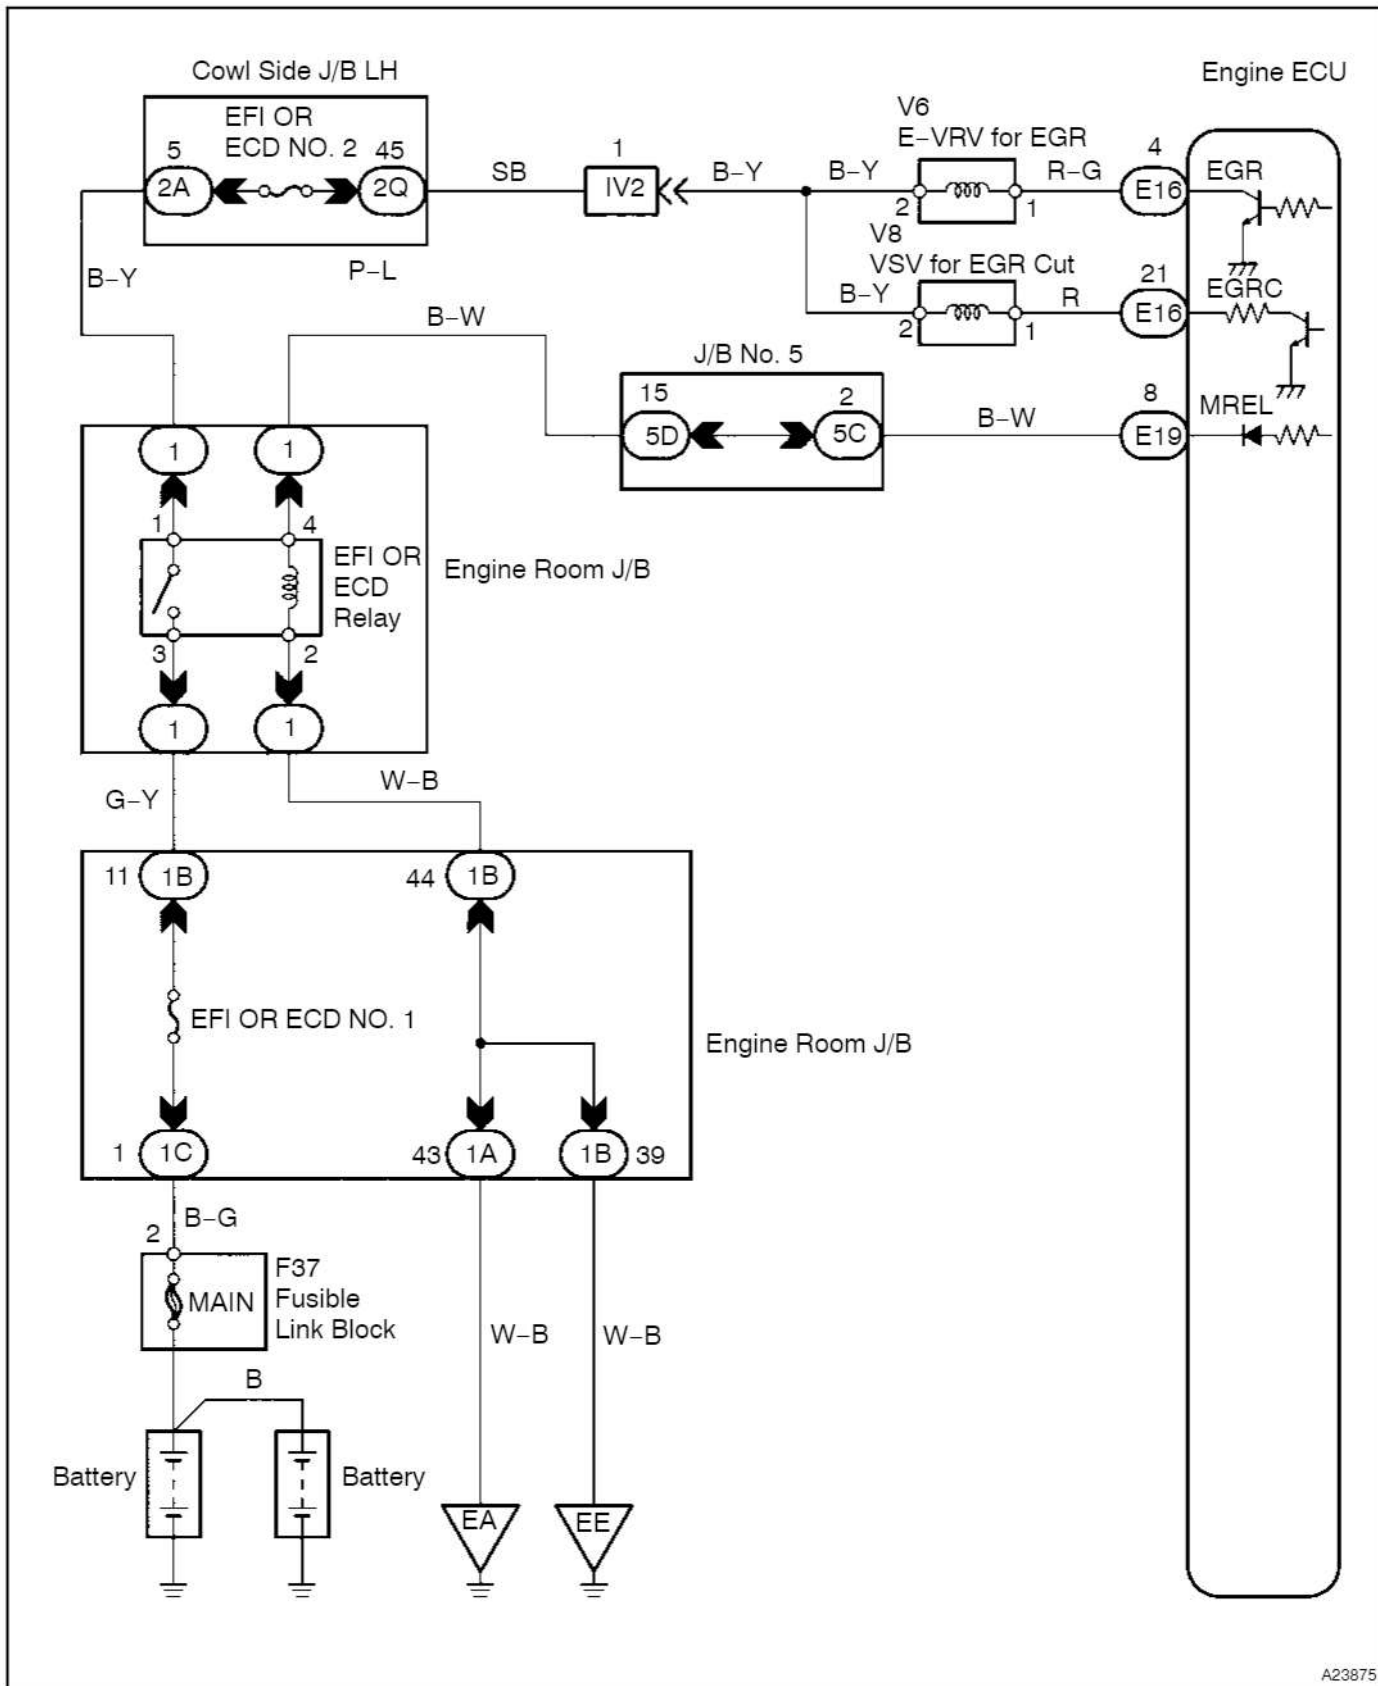 Cowl Side J/B LH
Engine ECU
EFI OR
ECD NO. 2
5
2A
45
2Q
SB
1
IV2
B-Y
B-Y
V6
E-VRV for EGR
2
1
R-G
4
E16
EGR
B-Y
P-L
V8
VSV for EGR Cut
B-Y
2
1
R
21
E16
EGRC
B-W
J/B No. 5
15
5D
2
5C
B-W
8
E19
MREL
1
1
1
4
EFI OR
ECD
Relay
Engine Room J/B
3
2
1
1
G-Y
W-B
11
1B
44
1B
EFI OR ECD NO. 1
Engine Room J/B
1
1C
43
1A
1B
39
B-G
2
MAIN
F37
Fusible
Link Block
W-B
W-B
B
Battery
Battery
EA
EE
A23875